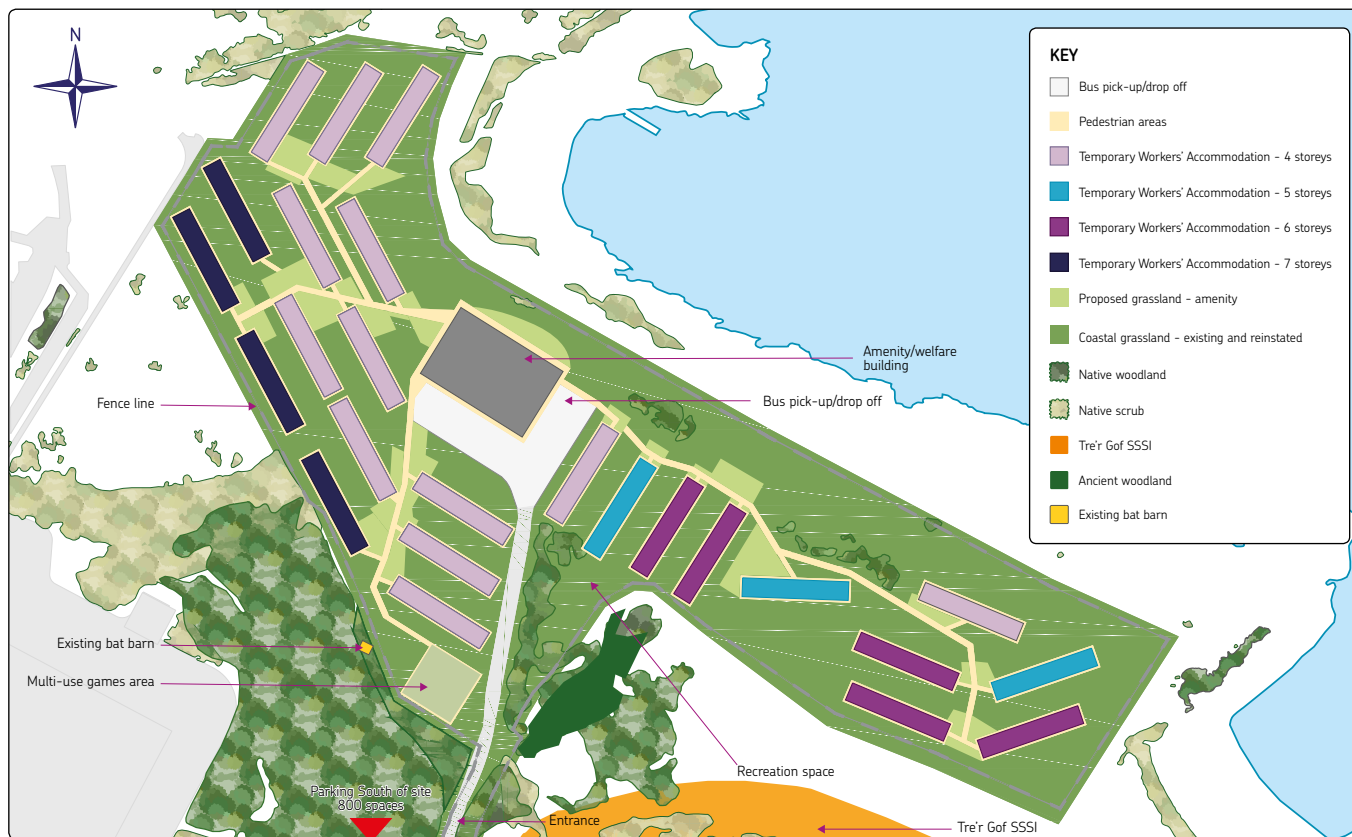 N
KEY
Bus pick-up/drop off
Pedestrian areas
Temporary Workers' Accommodation - 4 storeys
Temporary Workers' Accommodation - 5 storeys
Temporary Workers' Accommodation - 6 storeys
Temporary Workers' Accommodation - 7 storeys
Proposed grassland - amenity
Coastal grassland - existing and reinstated
Native woodland
Native scrub
Tre'r Gof SSSI
Ancient woodland
Existing bat barn
Amenity/welfare
building
Bus pick-up/drop off
Fence line
Existing bat barn
Multi-use games area
Recreation space
Parking South of site
800 spaces
Entrance
Tre'r Gof SSSI